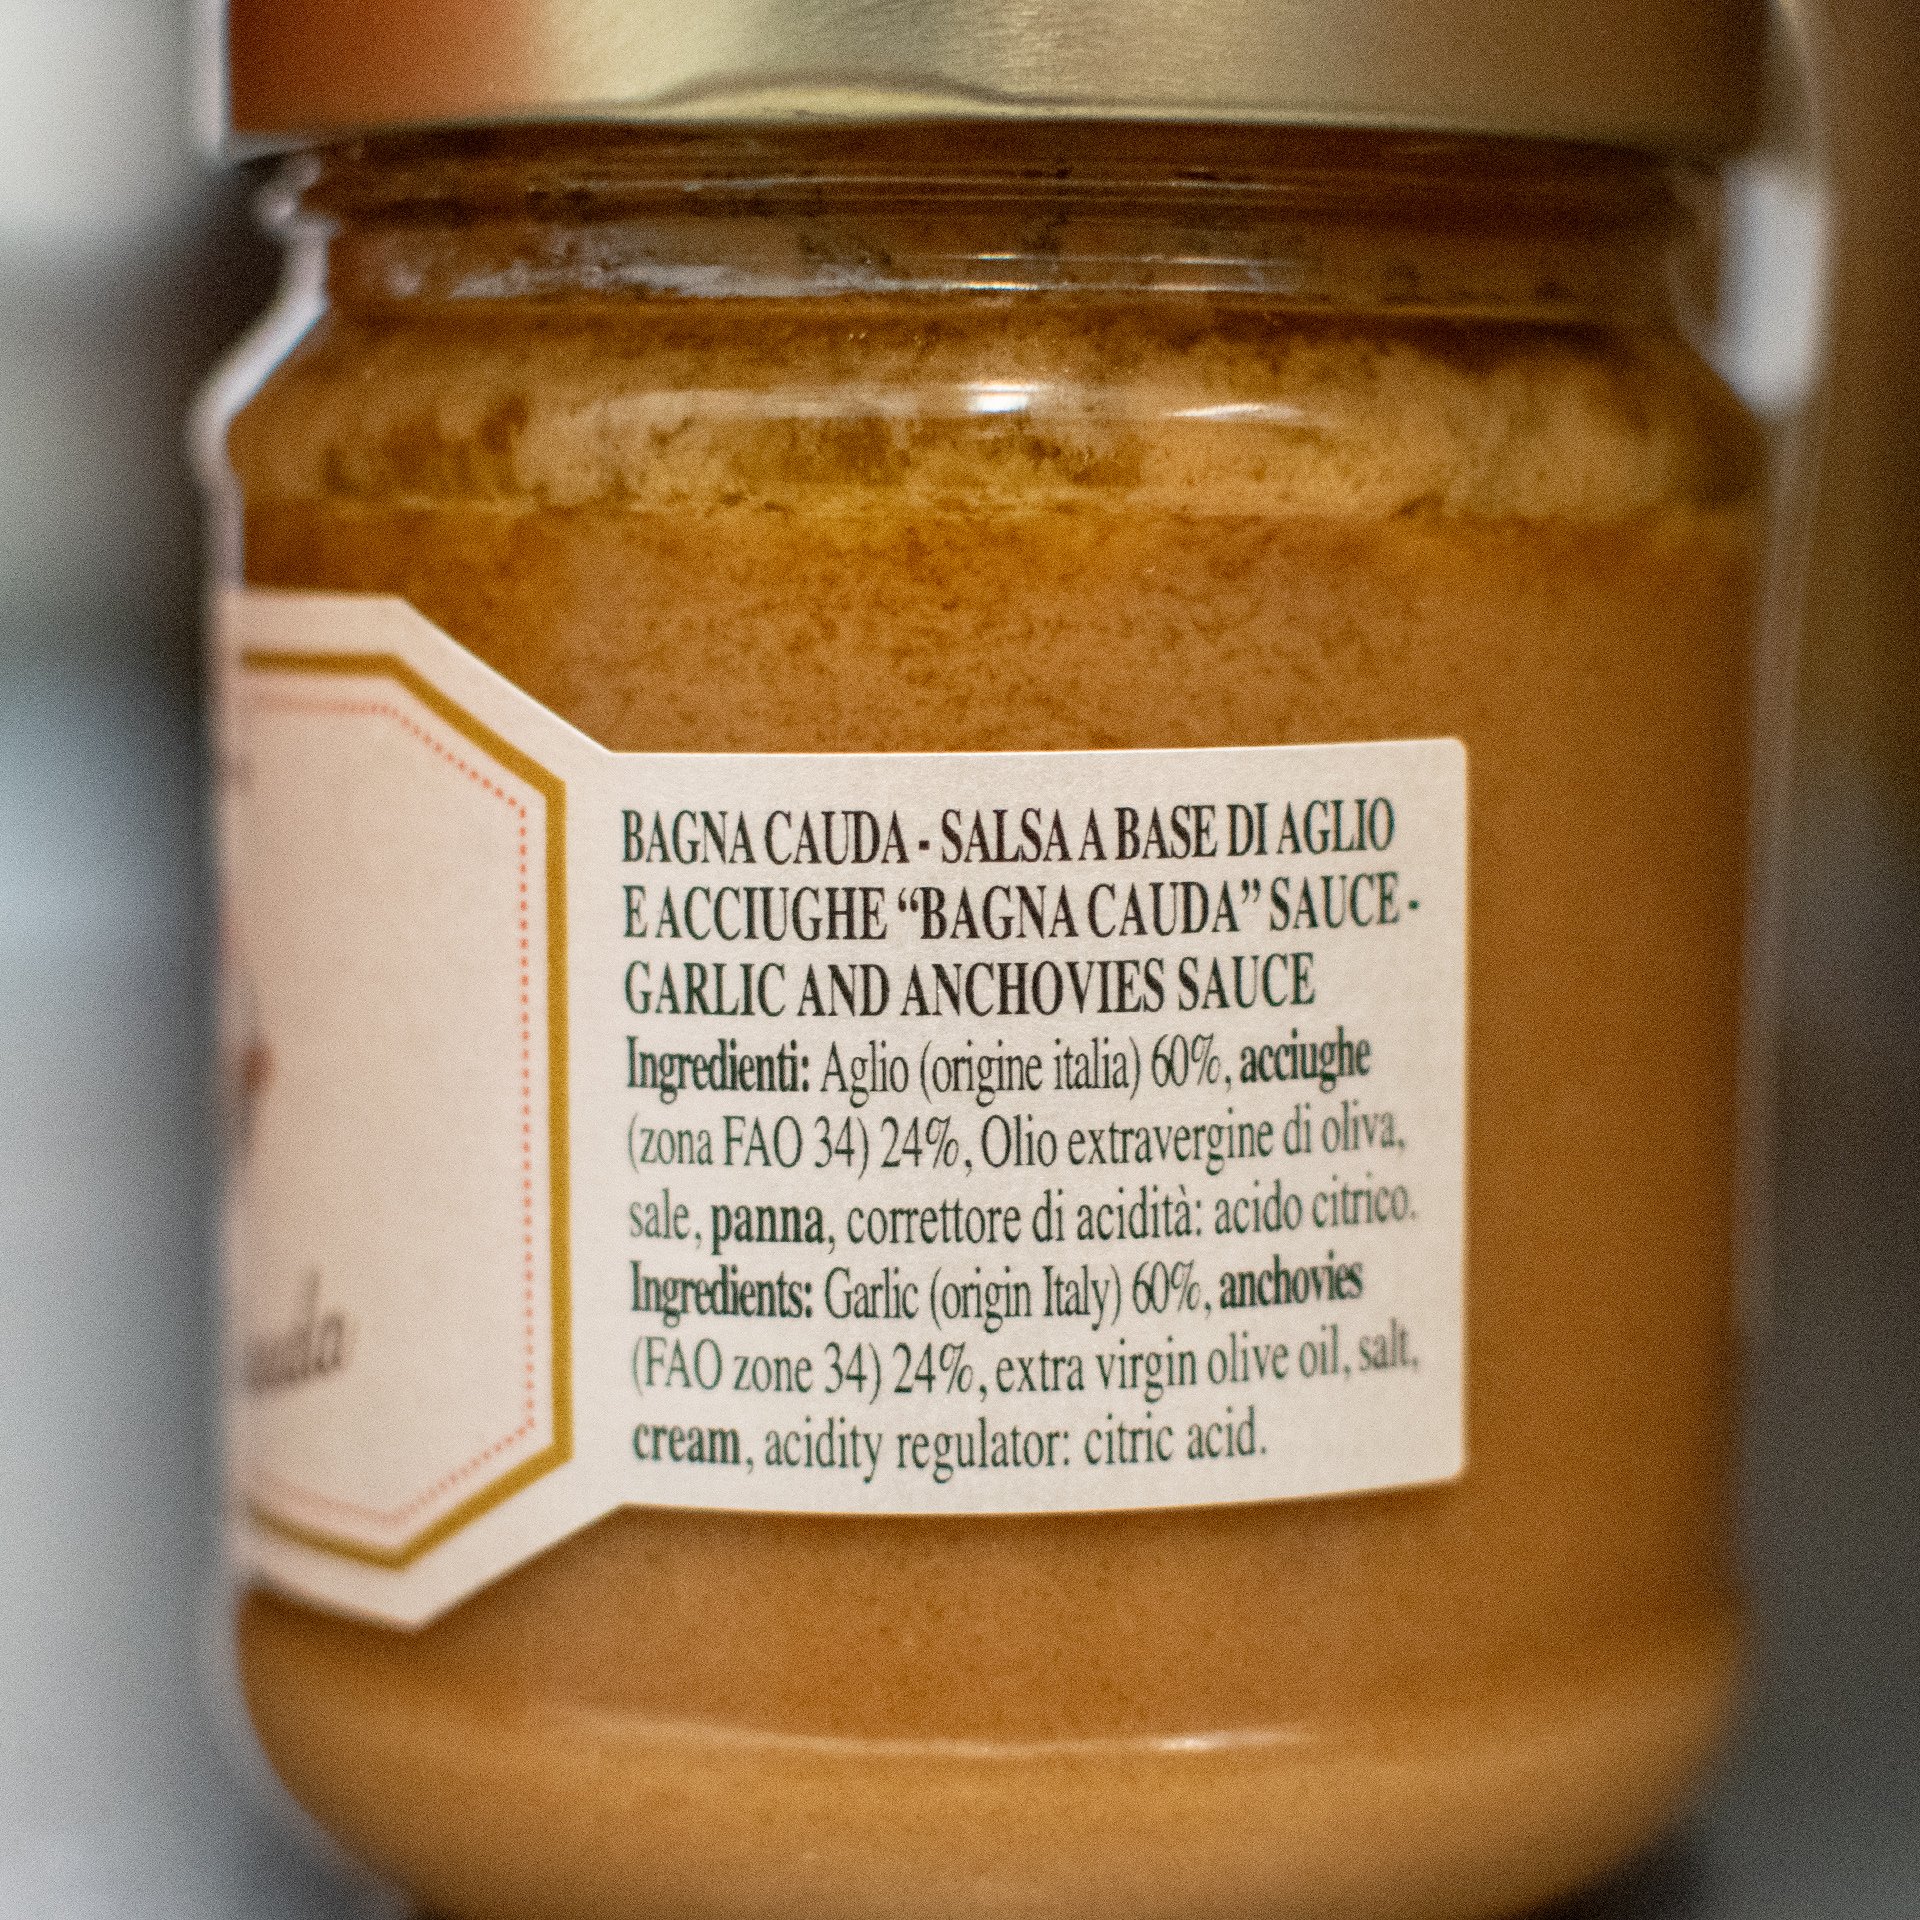 BAGNA CAUDA - SALSA A BASE DI AGLIO
E ACCIUGHE “BAGNA CAUDA” SAUCE -
GARLIC AND ANCHOVIES SAUCE
Ingredienti: Aglio (origine italia) 60%, acciughe
(zona FAO 34) 24%, Olio extravergine di oliva,
sale, panna, correttore di acidità: acido citrico.
Ingredients: Garlic (origin Italy) 60%, anchovies
(FAO zone 34) 24%, extra virgin olive oil, salt,
cream, acidity regulator: citric acid.